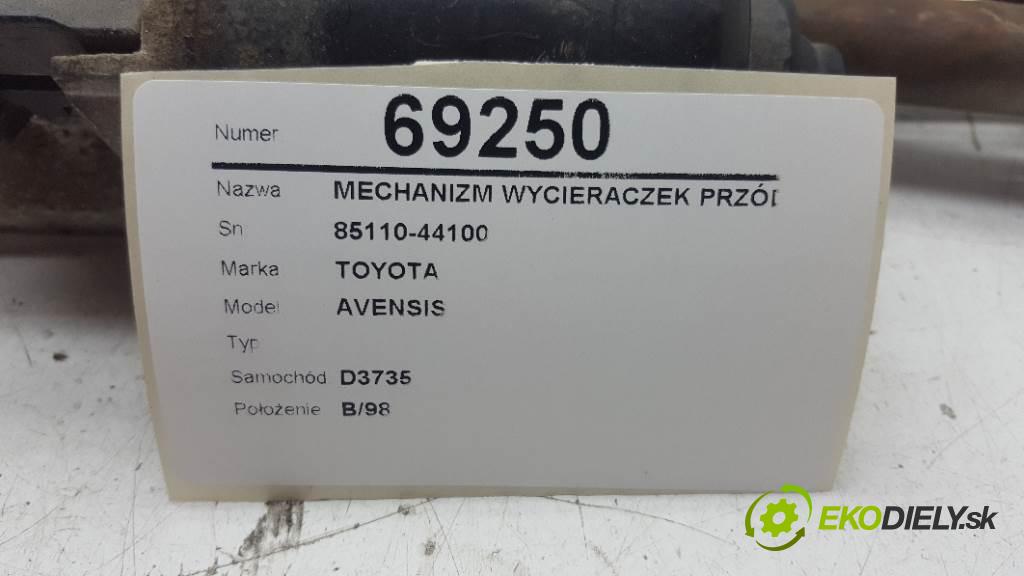 Numer 69250
Nazwa MECHANIZM WYCIERACZEK PRZÓD
Sn 85110-44100
Marka TOYOTA
Model AVENSIS
Typ
Samochód D3735
Położenie B/98
EKODIELY.sk